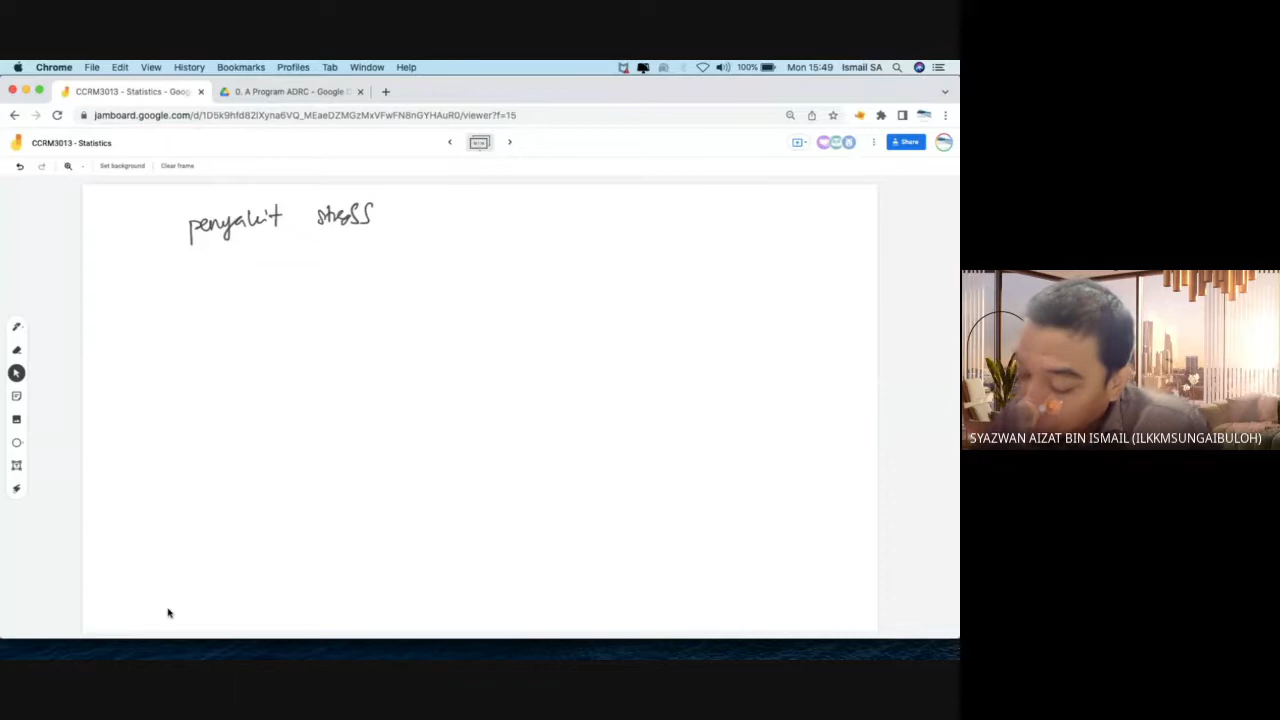 Chrome File Edit View History Bookmarks Profiles Tab Window Help 100% Mon 15:49 Ismail SA
CCRM3013 - Statistics - Goog 0. A Program ADRC - Google D
jamboard.google.com/d/1D5k9hfd82IXyna6VQ_MEaeDZMGzMxVFwFN8nGYHAuR0/viewer?f=15
CCRM3013 - Statistics Share
Set background Clear frame
penyakit stress
SYAZWAN AIZAT BIN ISMAIL (ILKKMSUNGAIBULOH)